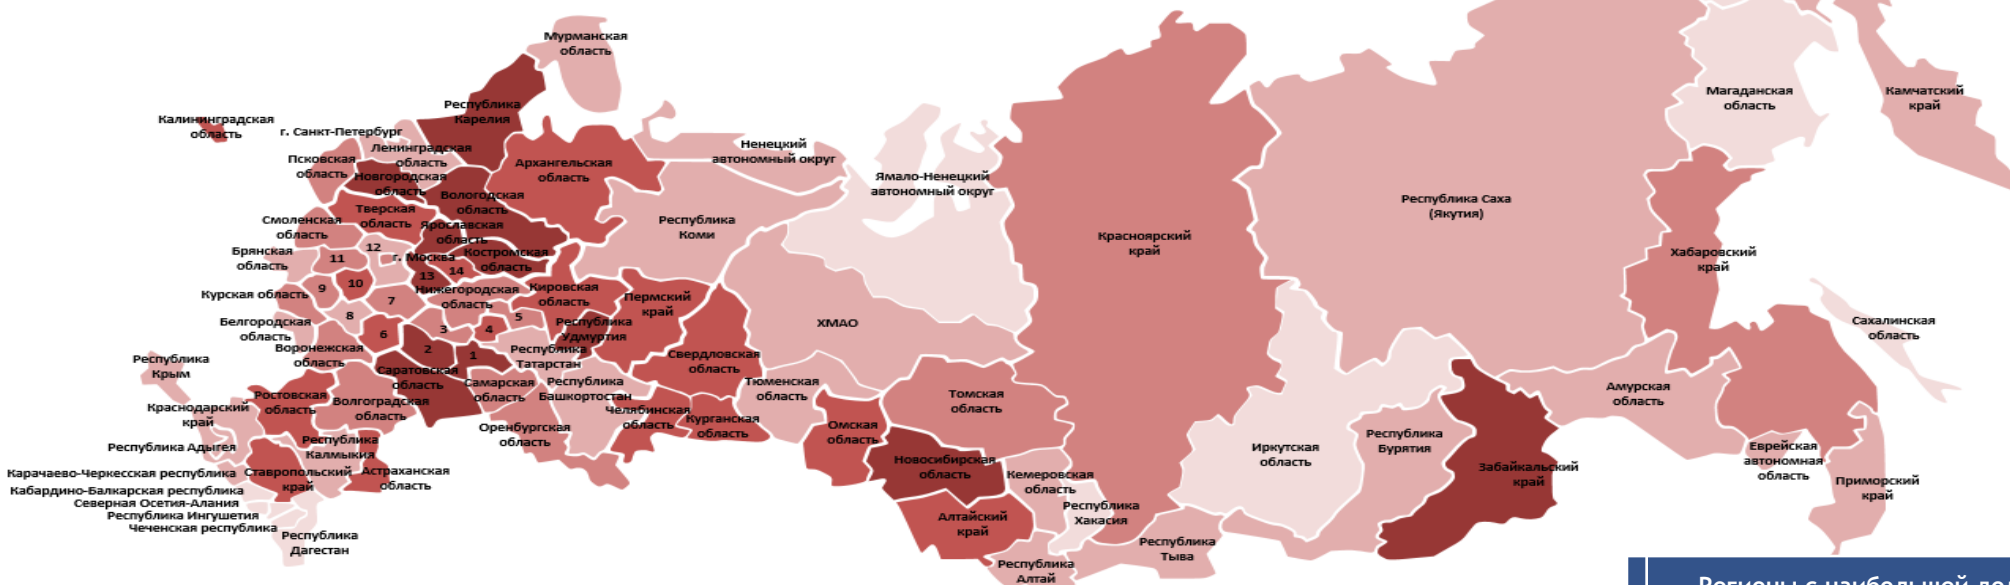 Мурманская
область
Республика
Карелия
Калининградская
область
г. Санкт-Петербург
Ленинградская
область
Псковская
область
Новгородская
область
Архангельская
область
Ненецкий
автономный округ
Вологодская
область
Ямало-Ненецкий
автономный округ
Магаданская
область
Камчатский
край
Тверская
область
Смоленская
область
Ярославская
область
Республика
Коми
Республика Саха
(Якутия)
Красноярский
край
Хабаровский
край
Брянская
область
12
11
г. Москва
Костромская
область
13
14
9
10
Курская область
7
Нижегородская
область
Кировская
область
Пермский
край
8
5
Белгородская
область
6
3
4
Республика
Удмуртия
ХМАО
Сахалинская
область
Воронежская
область
2
1
Республика
Татарстан
Свердловская
область
Республика
Крым
Саратовская
область
Самарская
область
Республика
Башкортостан
Тюменская
область
Томская
область
Амурская
область
Ростовская
область
Волгоградская
область
Краснодарский
край
Челябинская
область
Курганская
область
Оренбургская
область
Омская
область
Республика Адыгея
Республика
Калмыкия
Иркутская
область
Республика
Бурятия
Еврейская
автономная
область
Карачаево-Черкесская республика
Ставропольский
край
Астраханская
область
Новосибирская
область
Кемеровская
область
Забайкальский
край
Приморский
край
Кабардино-Балкарская республика
Северная Осетия-Алания
Республика Ингушетия
Чеченская республика
Республика
Хакасия
Алтайский
край
Республика
Дагестан
Республика
Тыва
Республика
Алтай
Регионы с наибольшей